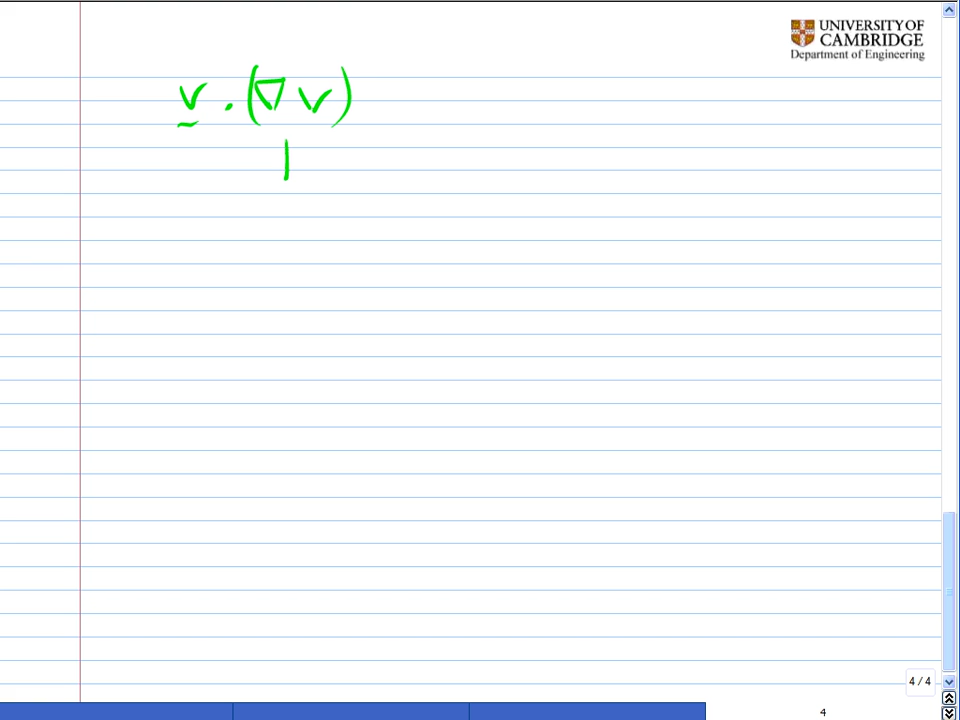 UNIVERSITY OF
CAMBRIDGE
Department of Engineering
v · (∇ v)
|
4 / 4
4